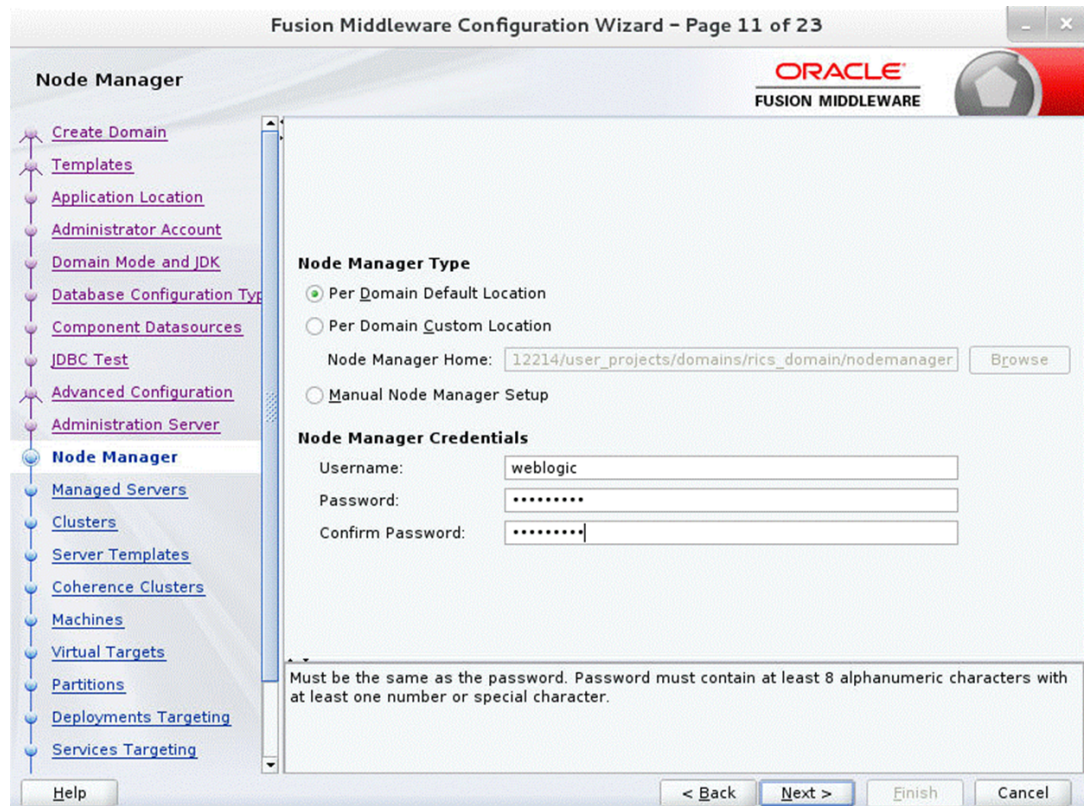 Fusion Middleware Configuration Wizard – Page 11 of 23
Node Manager
ORACLE
FUSION MIDDLEWARE
Create Domain
Templates
Application Location
Administrator Account
Domain Mode and JDK
Database Configuration Typ
Component Datasources
JDBC Test
Advanced Configuration
Administration Server
Node Manager
Managed Servers
Clusters
Server Templates
Coherence Clusters
Machines
Virtual Targets
Partitions
Deployments Targeting
Services Targeting
Node Manager Type
Per Domain Default Location
Per Domain Custom Location
Node Manager Home: 12214/user_projects/domains/rics_domain/nodemanager Browse
Manual Node Manager Setup
Node Manager Credentials
Username: weblogic
Password: •••••••••
Confirm Password: •••••••••
Must be the same as the password. Password must contain at least 8 alphanumeric characters with
at least one number or special character.
Help < Back Next > Finish Cancel